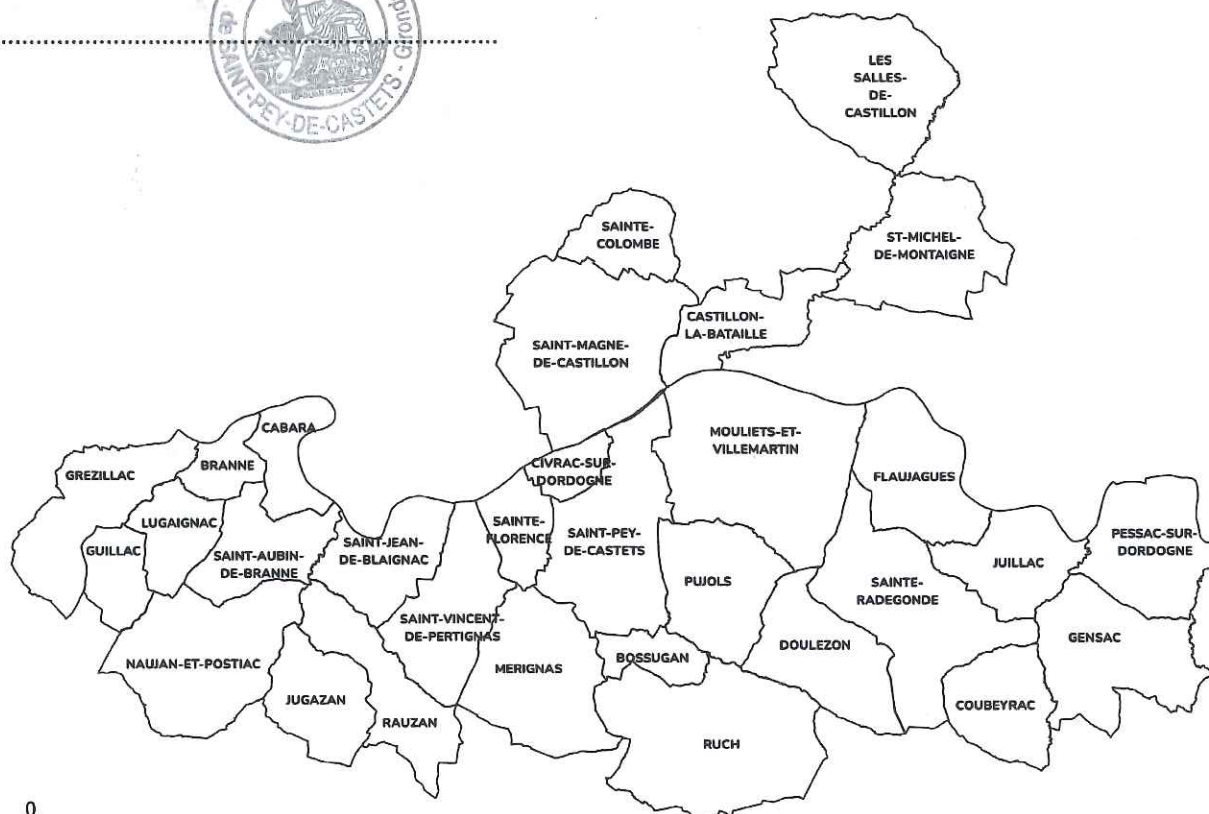 de SAINT-PEY-DE-CASTETS - Girond
LES
SALLES-
DE-
CASTILLON
SAINTE-
COLOMBE
ST-MICHEL-
DE-MONTAIGNE
CASTILLON-
LA-BATAILLE
SAINT-MAGNE-
DE-CASTILLON
CABARA
MOULIETS-ET-
VILLEMARTIN
GREZILLAC
BRANNE
CIVRAC-SUR-
DORDOGNE
FLAUJAGUES
LUGAIGNAC
SAINTE-
FLORENCE
SAINT-PEY-
DE-CASTETS
PESSAC-SUR-
DORDOGNE
GUILLAC
SAINT-AUBIN-
DE-BRANNE
SAINT-JEAN-
DE-BLAIGNAC
PUJOLS
SAINTE-
RADEGONDE
JUILLAC
SAINT-VINCENT-
DE-PERTIGNAS
NAUJAN-ET-POSTIAC
MERIGNAS
BOSSUGAN
DOULEZON
GENSAC
JUGAZAN
RAUZAN
COUBEYRAC
RUCH
0